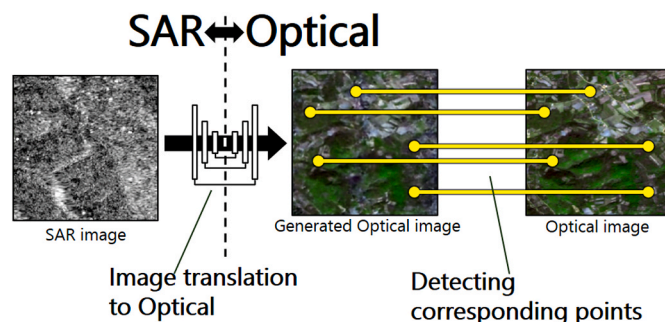 SAR Optical
SAR image
Generated Optical image
Optical image
Image translation
to Optical
Detecting
corresponding points